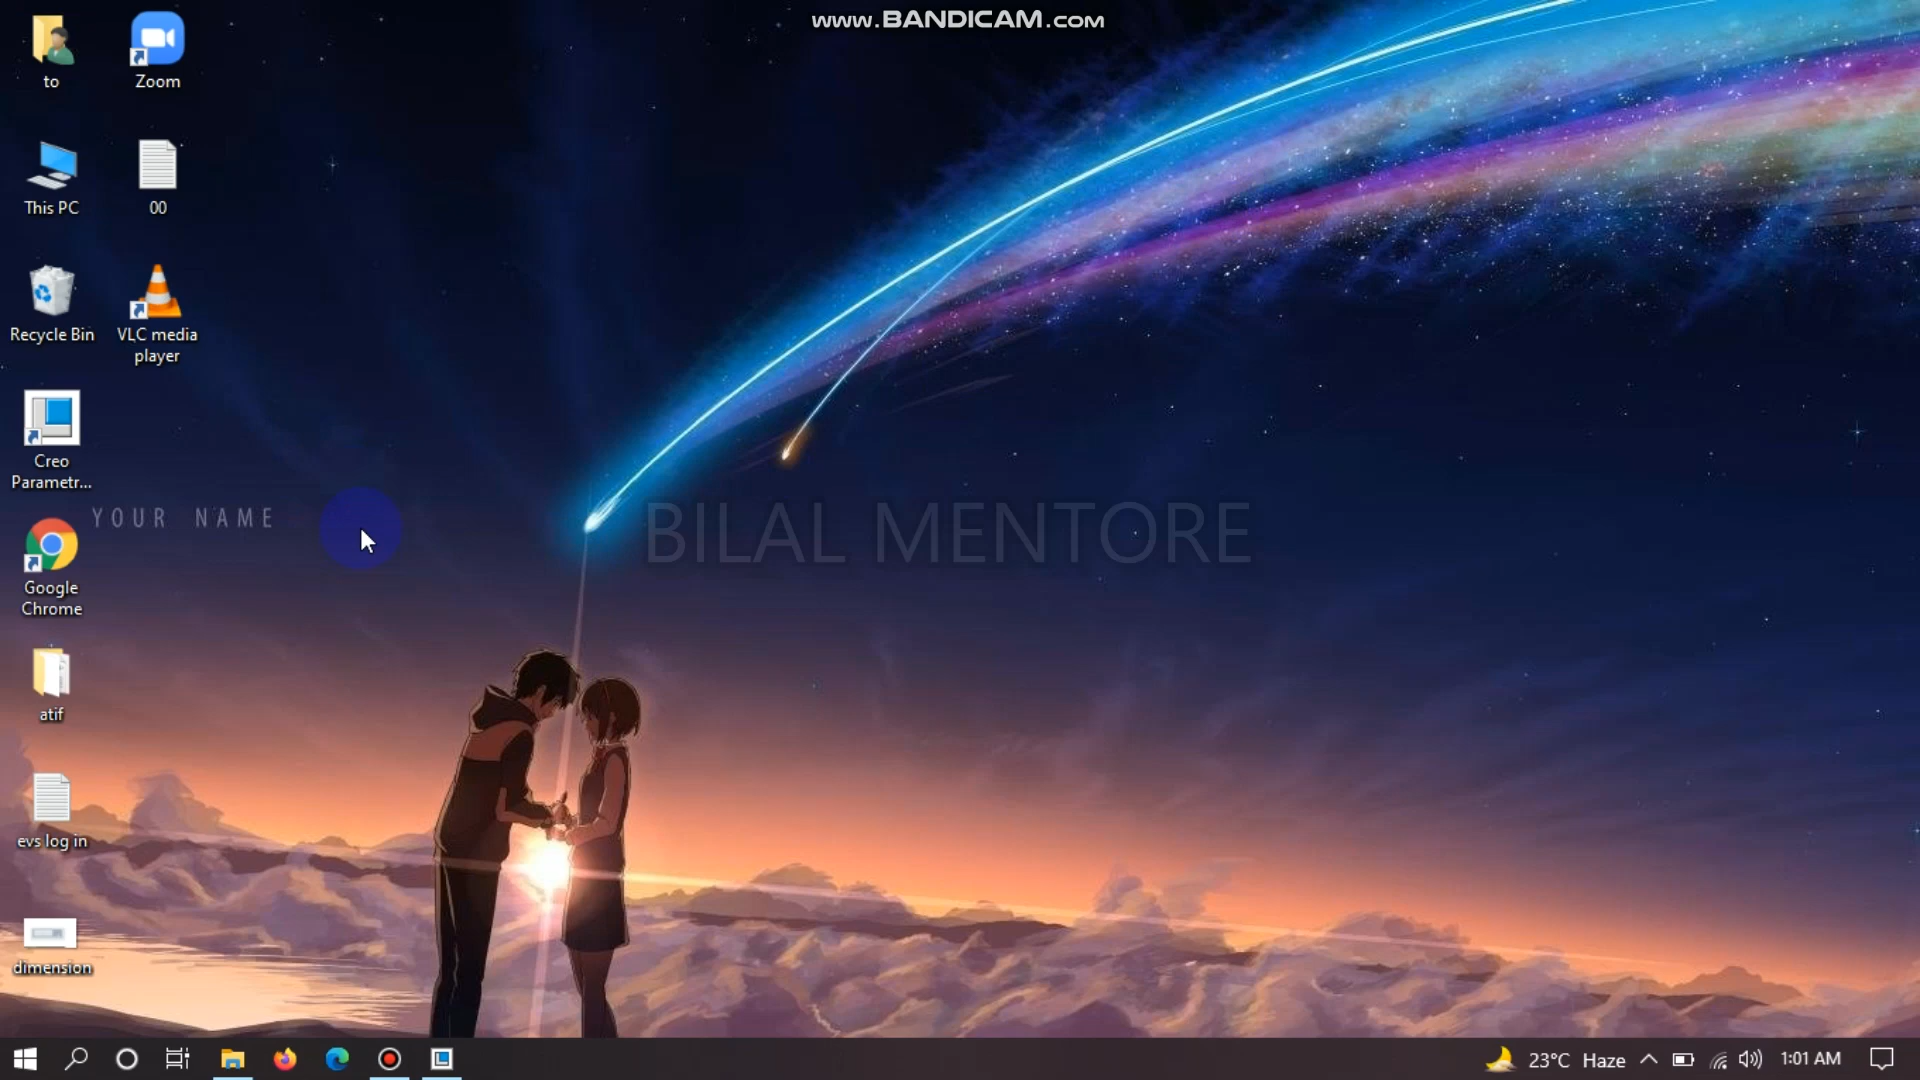 www.BANDICAM.com
to
Zoom
This PC
00
Recycle Bin
VLC media
player
Creo
Parametr...
YOUR NAME
BILAL MENTORE
Google
Chrome
atif
evs log in
dimension
23°C Haze
1:01 AM